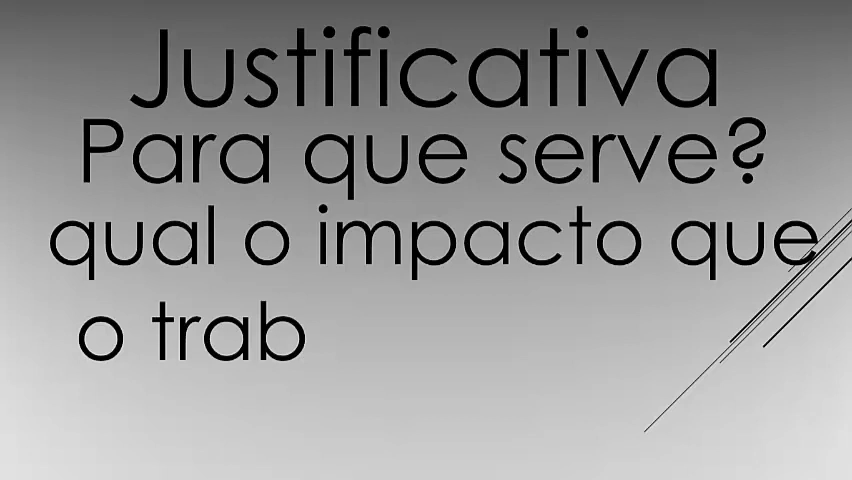 Justificativa
Para que serve?
qual o impacto que
o trab